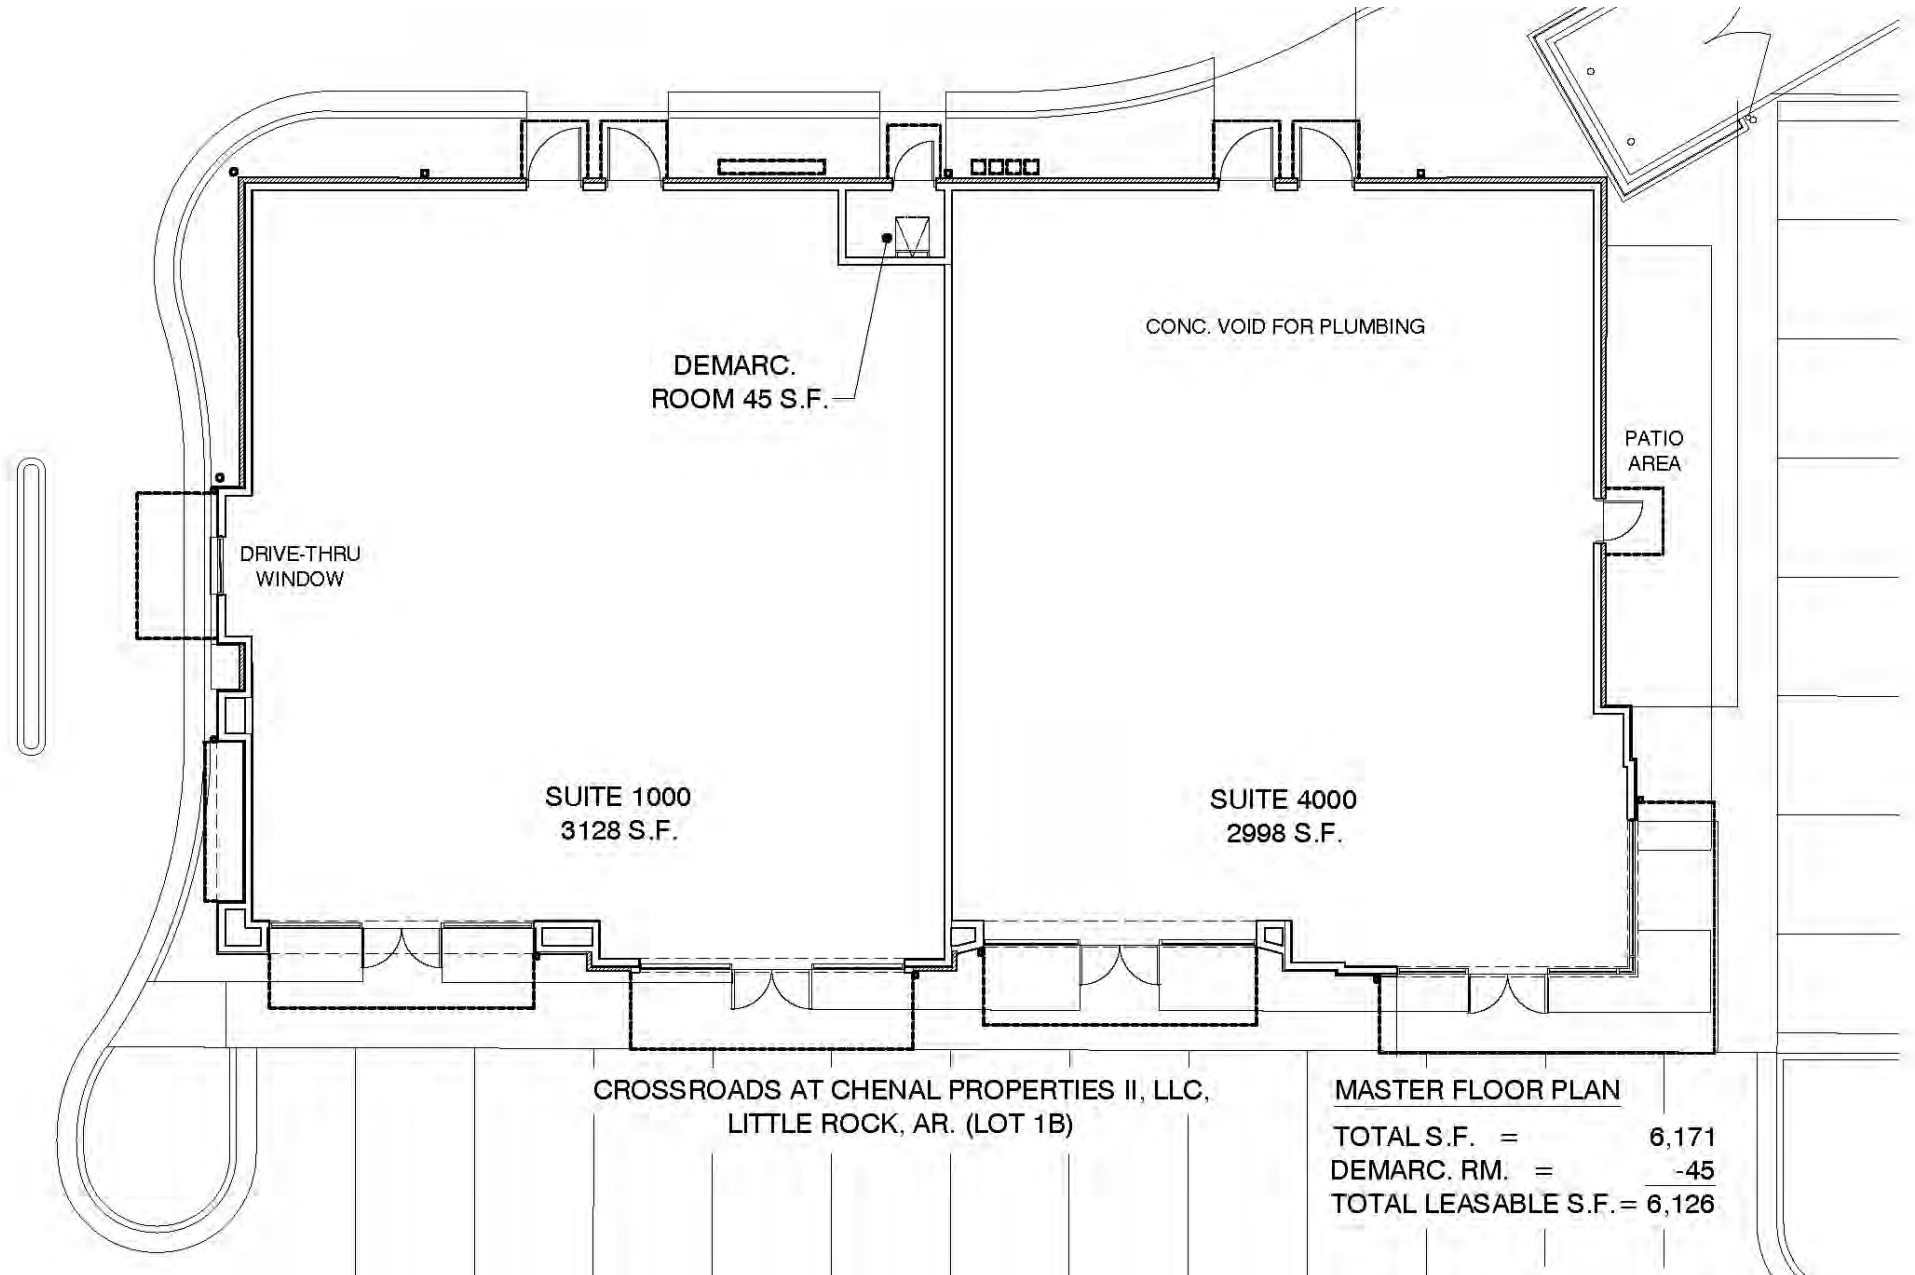 CONC. VOID FOR PLUMBING
DEMARC.
ROOM 45 S.F.
PATIO
AREA
DRIVE-THRU
WINDOW
SUITE 1000
3128 S.F.
SUITE 4000
2998 S.F.
CROSSROADS AT CHENAL PROPERTIES II, LLC,
LITTLE ROCK, AR. (LOT 1B)
MASTER FLOOR PLAN
TOTAL S.F. = 6,171
DEMARC. RM. = -45
TOTAL LEASABLE S.F. = 6,126